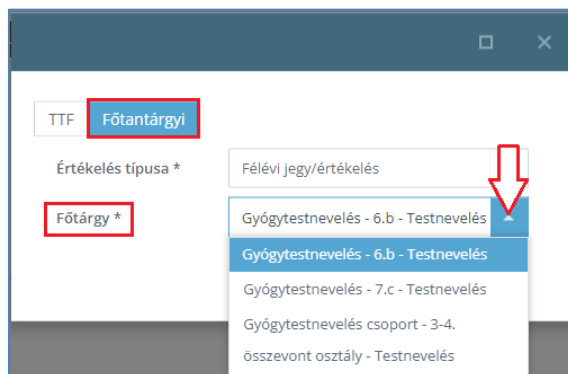 TTF Főtantárgyi
Értékelés típusa * Félévi jegy/értékelés
Főtárgy * Gyógytestnevelés - 6.b - Testnevelés
Gyógytestnevelés - 6.b - Testnevelés
Gyógytestnevelés - 7.c - Testnevelés
Gyógytestnevelés csoport - 3-4.
összevont osztály - Testnevelés